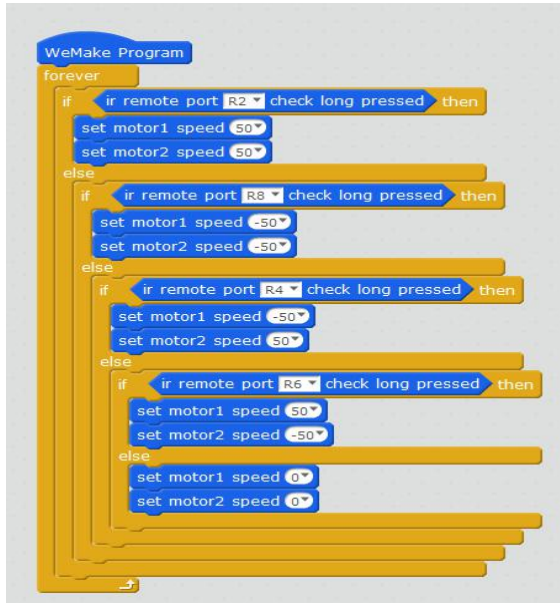 WeMake Program
forever
if ir remote port R2 check long pressed then
set motor1 speed 50
set motor2 speed 50
else
if ir remote port R8 check long pressed then
set motor1 speed -50
set motor2 speed -50
else
if ir remote port R4 check long pressed then
set motor1 speed -50
set motor2 speed 50
else
if ir remote port R6 check long pressed then
set motor1 speed 50
set motor2 speed -50
else
set motor1 speed 0
set motor2 speed 0